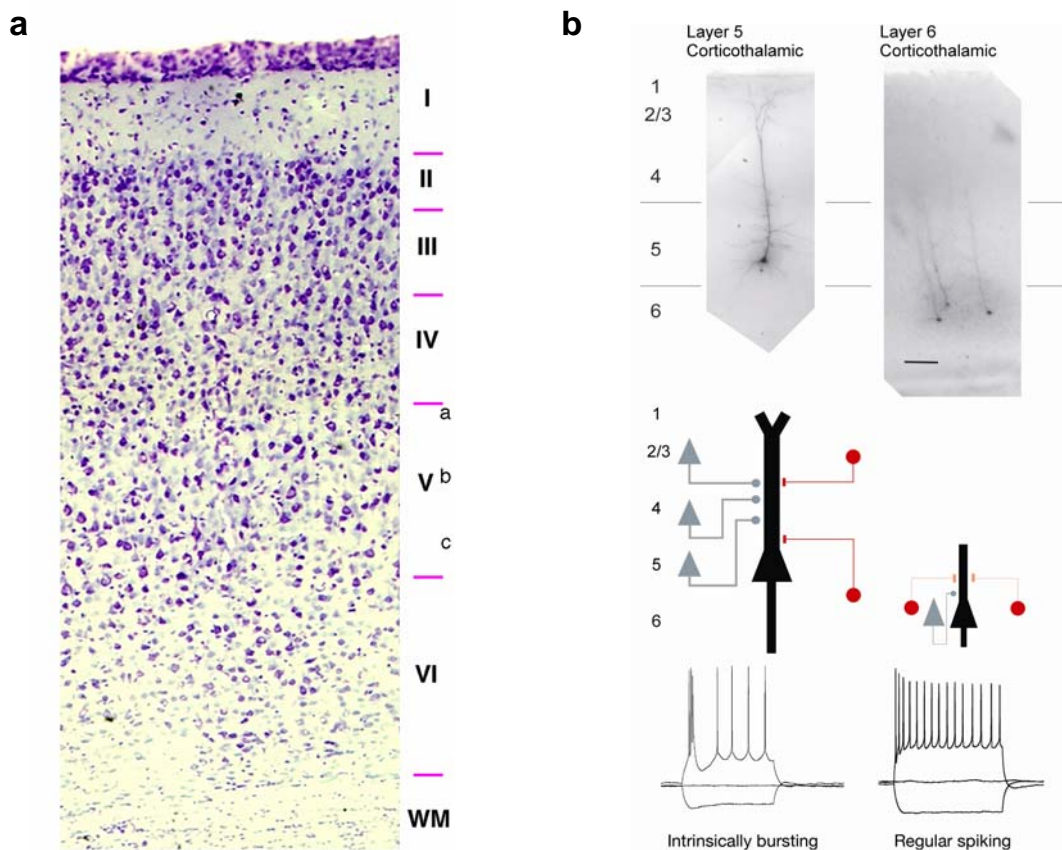 a
I
II
III
IV
a
V b
c
VI
WM
b
Layer 5
Corticothalamic
Layer 6
Corticothalamic
1
2/3
4
5
6
1
2/3
4
5
6
Intrinsically bursting
Regular spiking